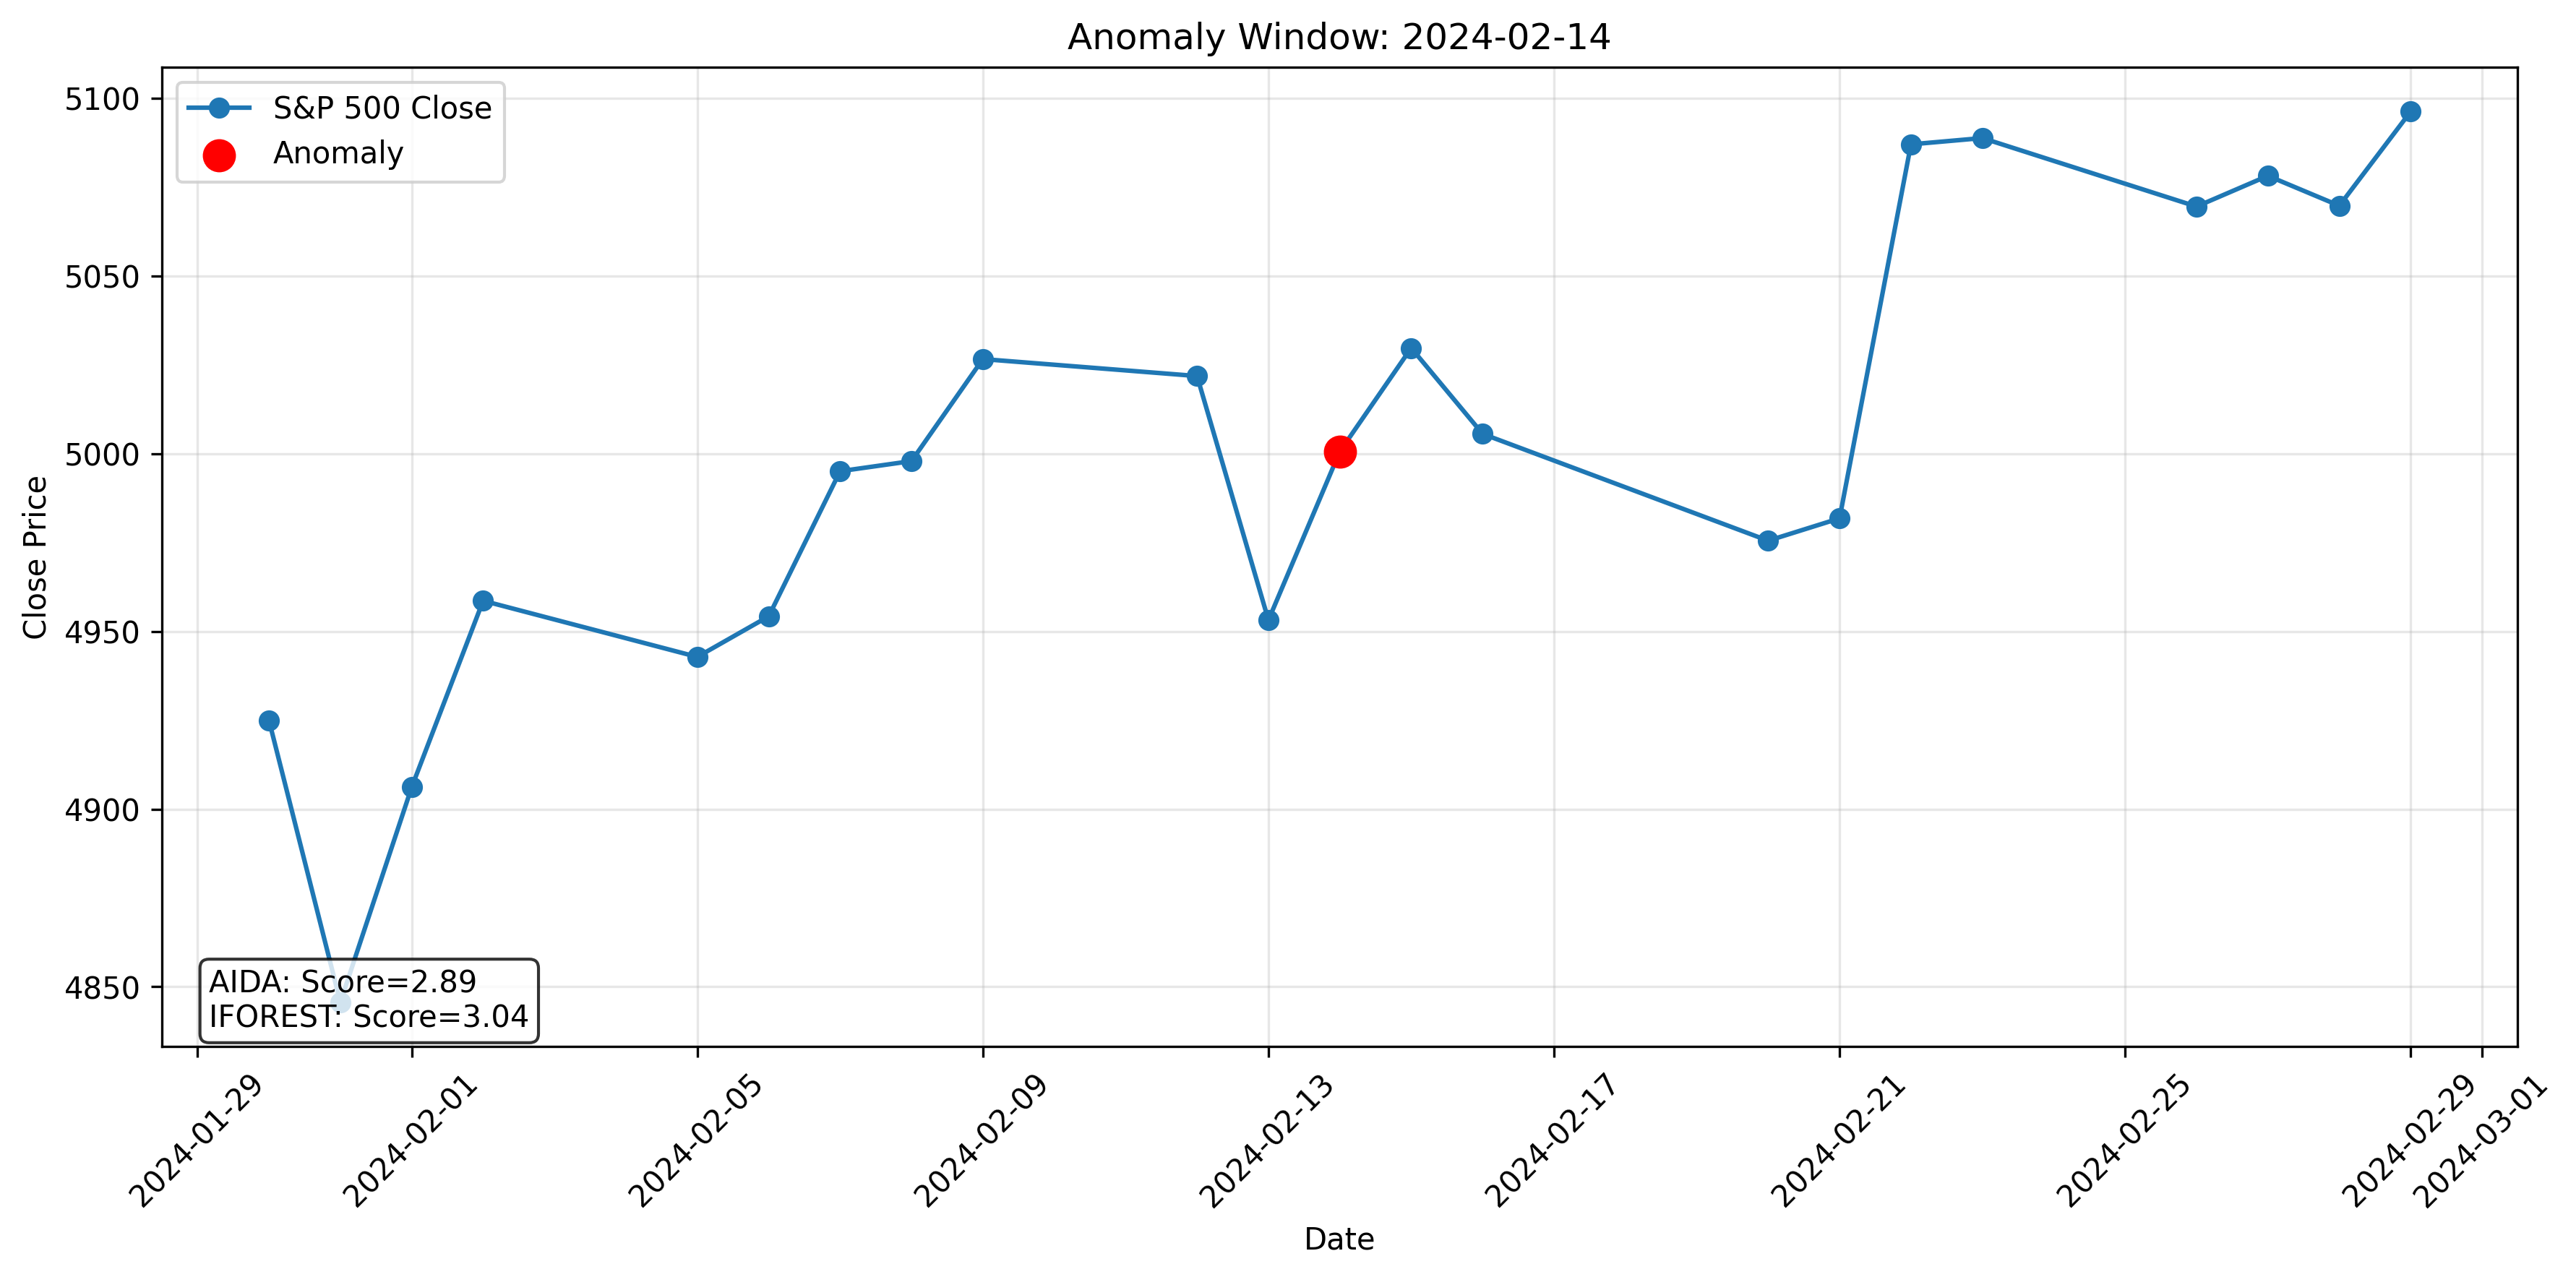 Anomaly Window: 2024-02-14
S&P 500 Close
Anomaly
5100
5050
5000
4950
4900
4850
Close Price
AIDA: Score=2.89
IFOREST: Score=3.04
2024-01-29
2024-02-01
2024-02-05
2024-02-09
2024-02-13
2024-02-17
2024-02-21
2024-02-25
2024-02-29
2024-03-01
Date